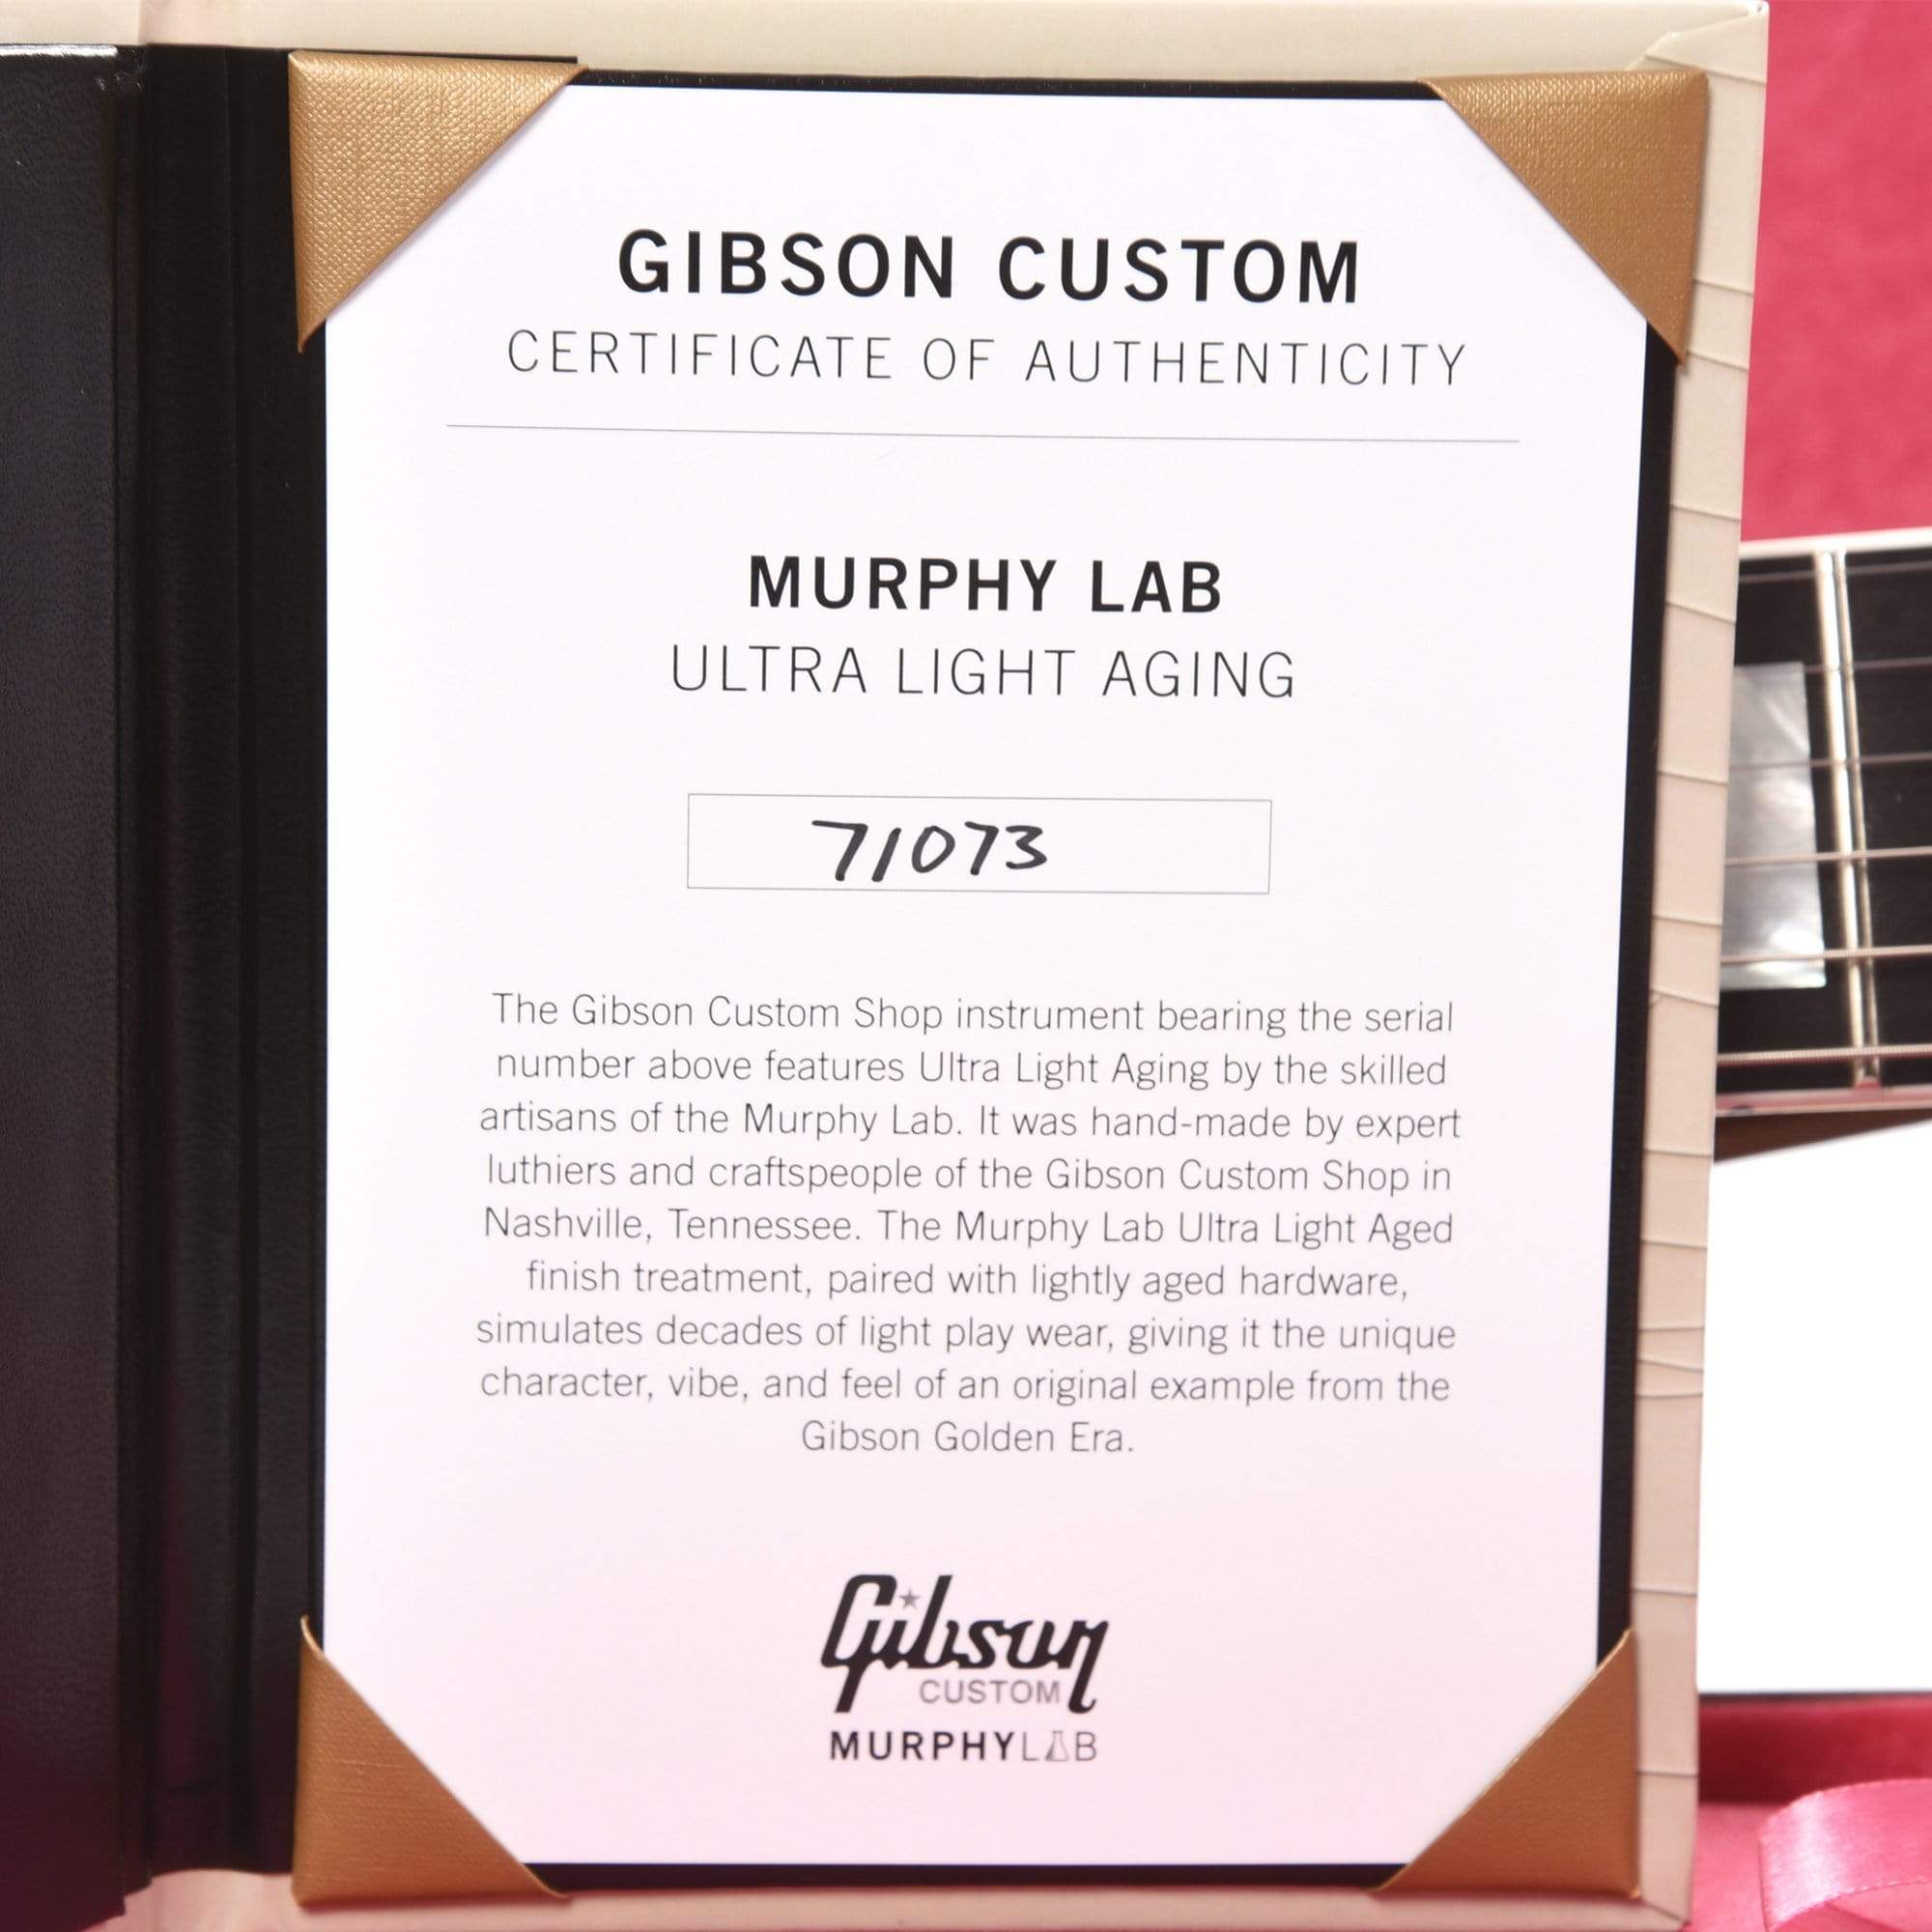 GIBSON CUSTOM
CERTIFICATE OF AUTHENTICITY
MURPHY LAB
ULTRA LIGHT AGING
71073
The Gibson Custom Shop instrument bearing the serial
number above features Ultra Light Aging by the skilled
artisans of the Murphy Lab. It was hand-made by expert
luthiers and craftspeople of the Gibson Custom Shop in
Nashville, Tennessee. The Murphy Lab Ultra Light Aged
finish treatment, paired with lightly aged hardware,
simulates decades of light play wear, giving it the unique
character, vibe, and feel of an original example from the
Gibson Golden Era.
Gibson
CUSTOM
MURPHYLAB